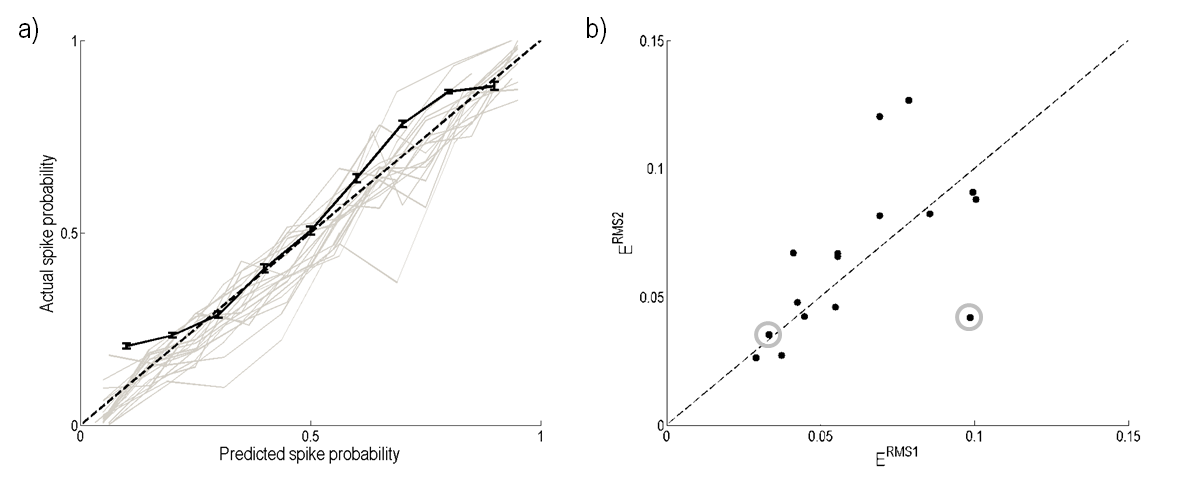 a)
1
0.5
0
0
0.5
1
Actual spike probability
Predicted spike probability
b)
0.15
0.1
0.05
0
0
0.05
0.1
0.15
E^RMS2
E^RMS1